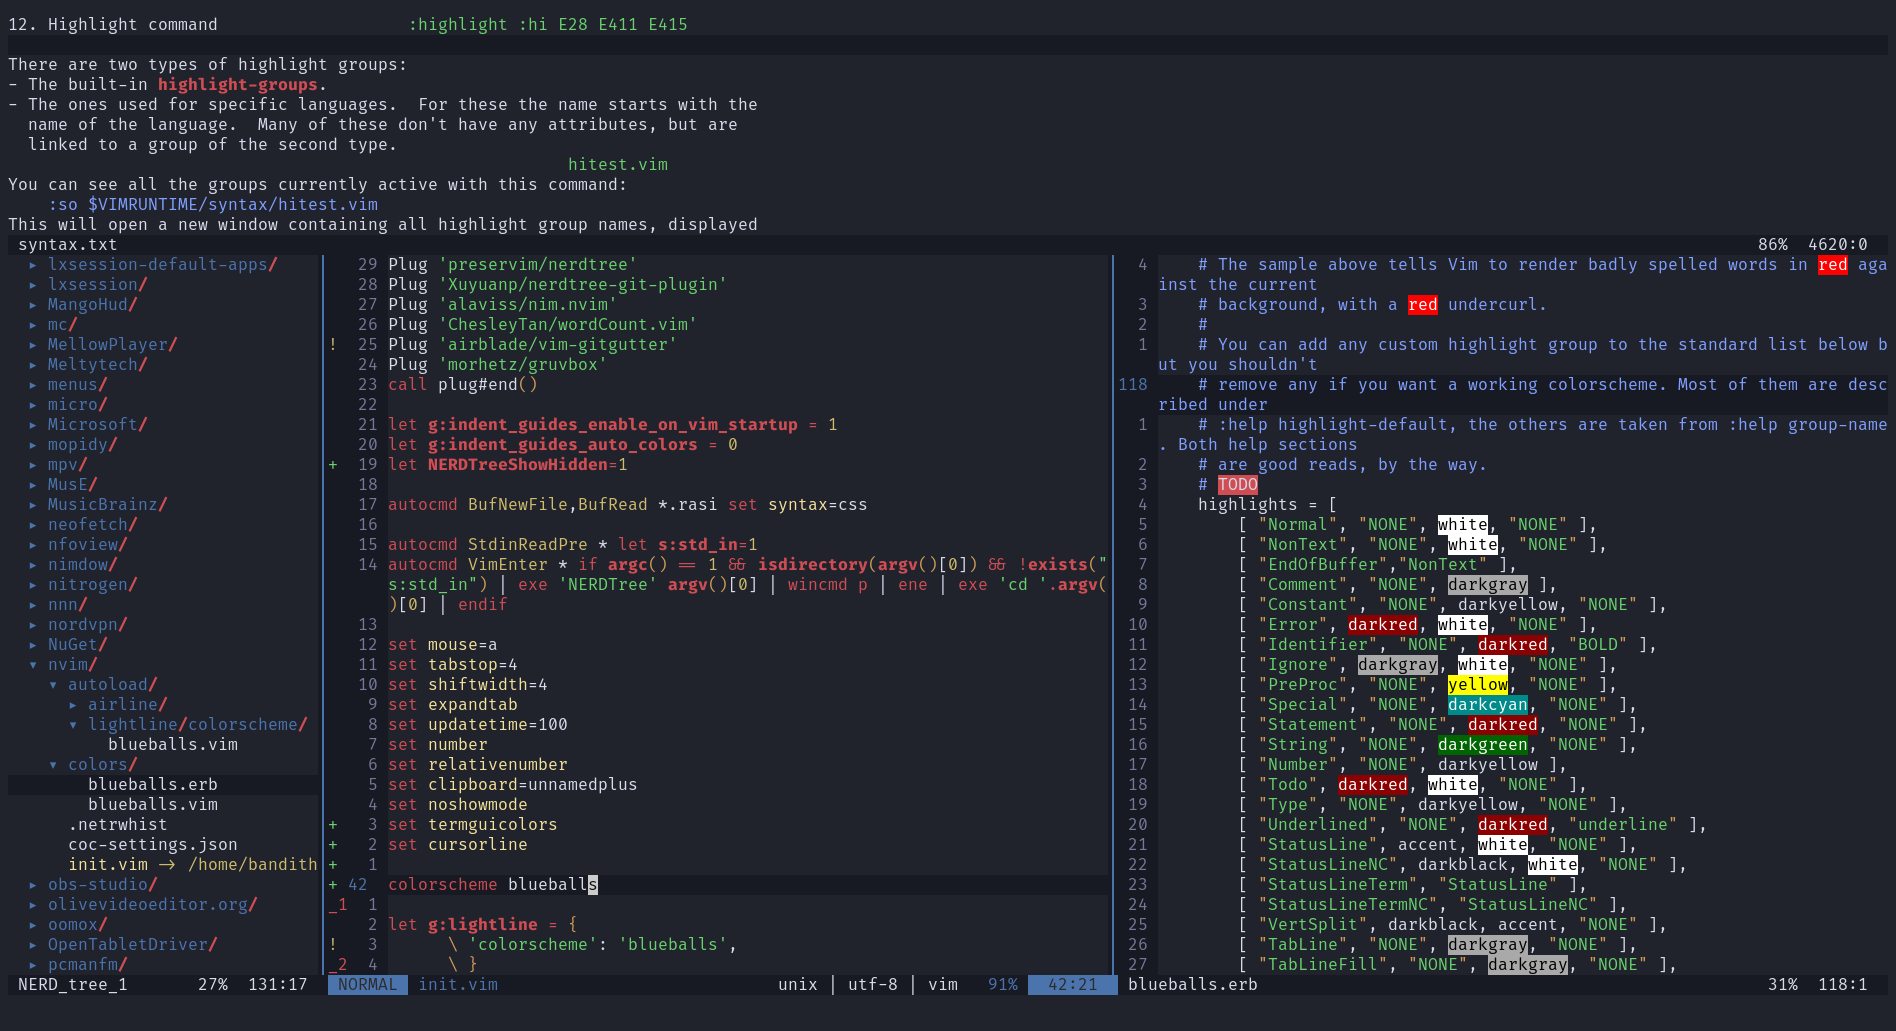 12. Highlight command                   :highlight :hi E28 E411 E415
There are two types of highlight groups:
- The built-in highlight-groups.
- The ones used for specific languages.  For these the name starts with the
  name of the language.  Many of these don't have any attributes, but are
  linked to a group of the second type.
hitest.vim
You can see all the groups currently active with this command:
    :so $VIMRUNTIME/syntax/hitest.vim
This will open a new window containing all highlight group names, displayed
syntax.txt 86% 4620:0
▸ lxsession-default-apps/
▸ lxsession/
▸ MangoHud/
▸ mc/
▸ MellowPlayer/
▸ Meltytech/
▸ menus/
▸ micro/
▸ Microsoft/
▸ mopidy/
▸ mpv/
▸ MusE/
▸ MusicBrainz/
▸ neofetch/
▸ nfoview/
▸ nimdow/
▸ nitrogen/
▸ nnn/
▸ nordvpn/
▸ NuGet/
▾ nvim/
  ▾ autoload/
    ▸ airline/
    ▾ lightline/colorscheme/
        blueballs.vim
  ▾ colors/
      blueballs.erb
      blueballs.vim
    .netrwhist
    coc-settings.json
    init.vim -> /home/bandith
▸ obs-studio/
▸ olivevideoeditor.org/
▸ oomox/
▸ OpenTabletDriver/
▸ pcmanfm/
NERD_tree_1 27% 131:17
29 Plug 'preservim/nerdtree'
28 Plug 'Xuyuanp/nerdtree-git-plugin'
27 Plug 'alaviss/nim.nvim'
26 Plug 'ChesleyTan/wordCount.vim'
! 25 Plug 'airblade/vim-gitgutter'
24 Plug 'morhetz/gruvbox'
23 call plug#end()
22
21 let g:indent_guides_enable_on_vim_startup = 1
20 let g:indent_guides_auto_colors = 0
+ 19 let NERDTreeShowHidden=1
18
17 autocmd BufNewFile,BufRead *.rasi set syntax=css
16
15 autocmd StdinReadPre * let s:std_in=1
14 autocmd VimEnter * if argc() == 1 && isdirectory(argv()[0]) && !exists("
s:std_in") | exe 'NERDTree' argv()[0] | wincmd p | ene | exe 'cd '.argv(
)[0] | endif
13
12 set mouse=a
11 set tabstop=4
10 set shiftwidth=4
9 set expandtab
8 set updatetime=100
7 set number
6 set relativenumber
5 set clipboard=unnamedplus
4 set noshowmode
+ 3 set termguicolors
+ 2 set cursorline
+ 1
+ 42 colorscheme blueballs
_1 1
2 let g:lightline = {
! 3       \ 'colorscheme': 'blueballs',
_2 4       \ }
NORMAL init.vim unix | utf-8 | vim 91% 42:21
4     # The sample above tells Vim to render badly spelled words in red aga
inst the current
3     # background, with a red undercurl.
2     #
1     # You can add any custom highlight group to the standard list below b
ut you shouldn't
118     # remove any if you want a working colorscheme. Most of them are desc
ribed under
1     # :help highlight-default, the others are taken from :help group-name
. Both help sections
2     # are good reads, by the way.
3     # TODO
4     highlights = [
5         [ "Normal", "NONE", white, "NONE" ],
6         [ "NonText", "NONE", white, "NONE" ],
7         [ "EndOfBuffer","NonText" ],
8         [ "Comment", "NONE", darkgray ],
9         [ "Constant", "NONE", darkyellow, "NONE" ],
10         [ "Error", darkred, white, "NONE" ],
11         [ "Identifier", "NONE", darkred, "BOLD" ],
12         [ "Ignore", darkgray, white, "NONE" ],
13         [ "PreProc", "NONE", yellow, "NONE" ],
14         [ "Special", "NONE", darkcyan, "NONE" ],
15         [ "Statement", "NONE", darkred, "NONE" ],
16         [ "String", "NONE", darkgreen, "NONE" ],
17         [ "Number", "NONE", darkyellow ],
18         [ "Todo", darkred, white, "NONE" ],
19         [ "Type", "NONE", darkyellow, "NONE" ],
20         [ "Underlined", "NONE", darkred, "underline" ],
21         [ "StatusLine", accent, white, "NONE" ],
22         [ "StatusLineNC", darkblack, white, "NONE" ],
23         [ "StatusLineTerm", "StatusLine" ],
24         [ "StatusLineTermNC", "StatusLineNC" ],
25         [ "VertSplit", darkblack, accent, "NONE" ],
26         [ "TabLine", "NONE", darkgray, "NONE" ],
27         [ "TabLineFill", "NONE", darkgray, "NONE" ],
blueballs.erb 31% 118:1